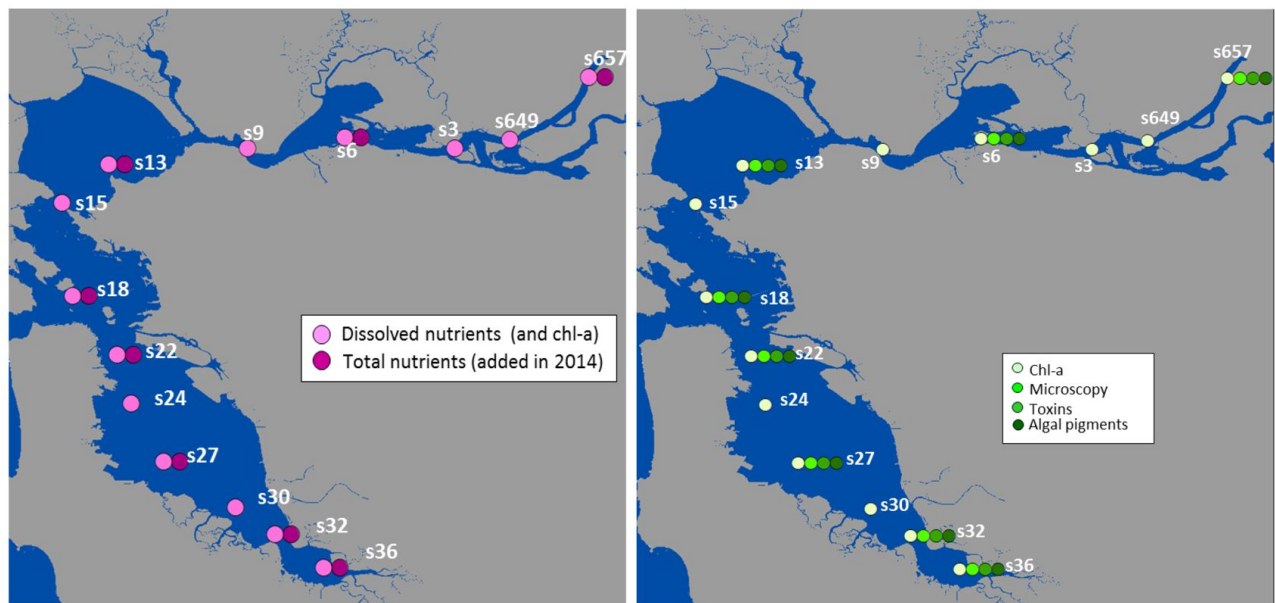 s657
s649
s3
s9
s6
s13
s15
s18
Dissolved nutrients (and chl-a)
Total nutrients (added in 2014)
s22
s24
s27
s30
s32
s36
s657
s649
s3
s9
s6
s13
s15
s18
s22
Chl-a
Microscopy
Toxins
Algal pigments
s24
s27
s30
s32
s36